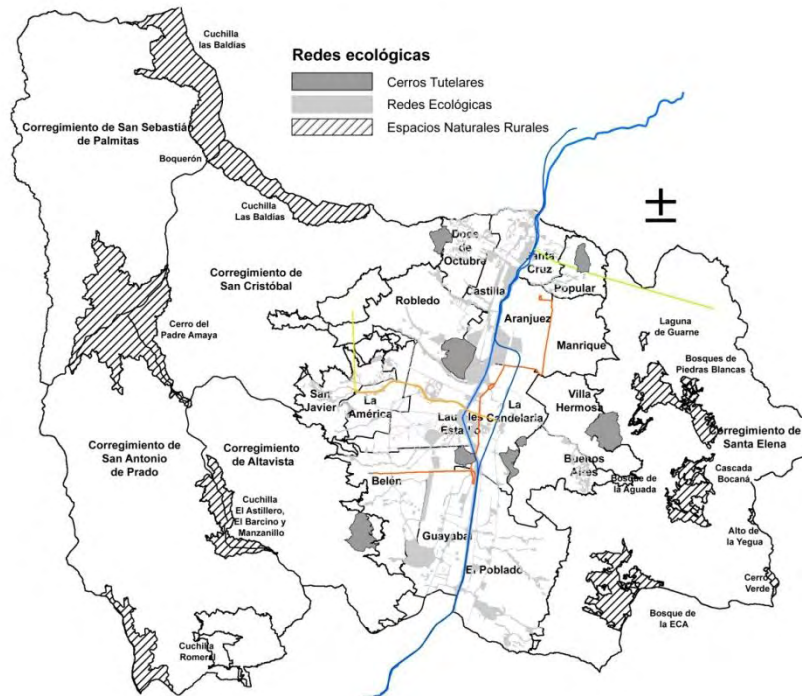 Cuchilla
las Baldías
Redes ecológicas
Cerros Tutelares
Redes Ecológicas
Espacios Naturales Rurales
Corregimiento de San Sebastián
de Palmitas
Boquerón
Cuchilla
Las Baldías
Doce
de
Octubre
Santa
Cruz
Popular
Corregimiento de
San Cristóbal
Castilla
Robledo
Aranjuez
Laguna
de Guarne
Cerro del
Padre Amaya
Manrique
Bosques de
Piedras Blancas
San
Javier
La
América
Villa
Hermosa
La
Candelaria
Laureles
Estadio
Corregimiento de
Santa Elena
Corregimiento de
San Antonio
de Prado
Corregimiento
de Altavista
Buenos
Aires
Bosque de
la Aguada
Cascada
Bocaná
Belén
Cuchilla
El Astillero,
El Barcino y
Manzanillo
Alto de
la Yegua
Guayabal
El Poblado
Cerro
Verde
Bosque de
la ECA
Cuchilla
Romeral